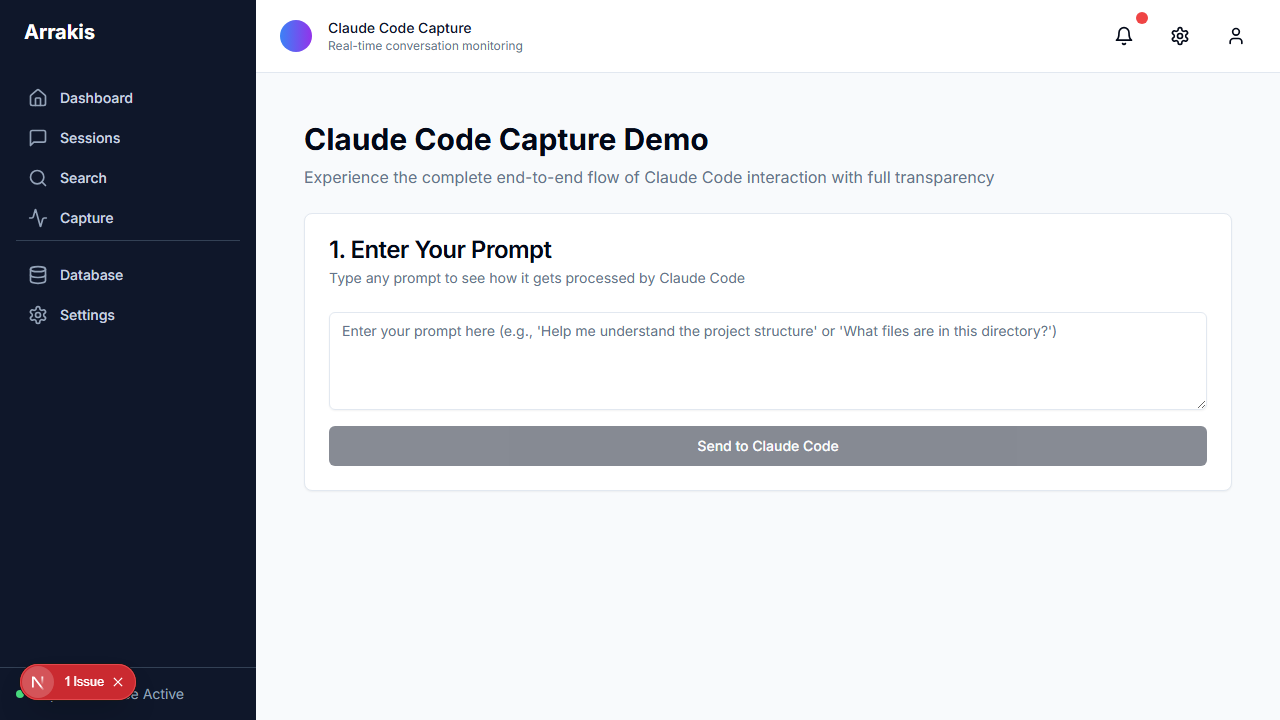 Arrakis
Dashboard
Sessions
Search
Capture
Database
Settings
N 1 Issue
Active
Claude Code Capture
Real-time conversation monitoring
Claude Code Capture Demo
Experience the complete end-to-end flow of Claude Code interaction with full transparency
1. Enter Your Prompt
Type any prompt to see how it gets processed by Claude Code
Enter your prompt here (e.g., 'Help me understand the project structure' or 'What files are in this directory?')
Send to Claude Code